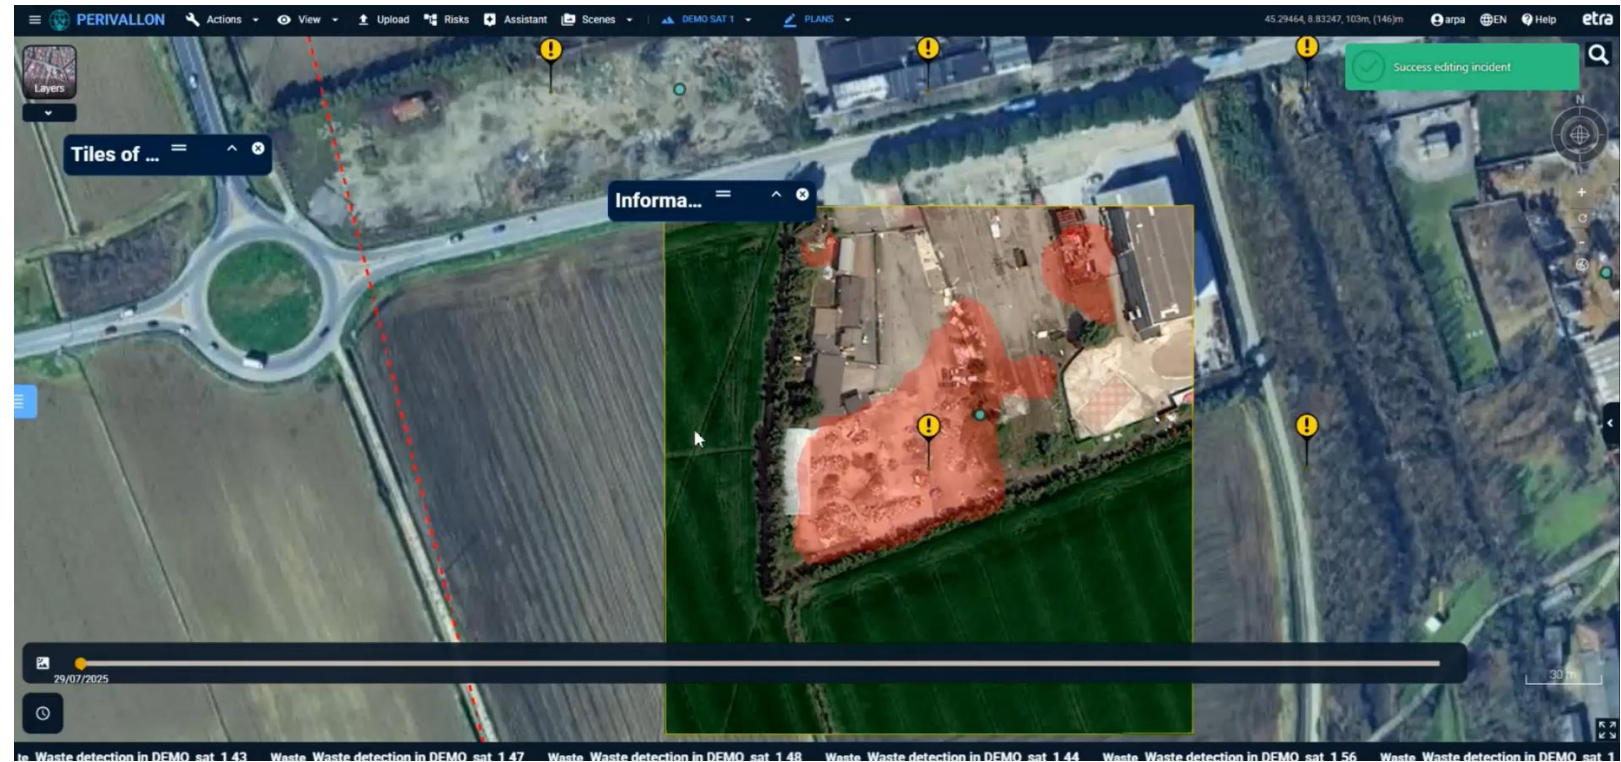 PERIVALLON Actions View Upload Risks Assistant Scenes DEMO SAT 1 PLANS 45.29464, 8.83247, 103m, (146)m arpa EN Help etra
Success editing incident
Layers
N
Tiles of ...
Informa...
29/07/2025
30 m
te Waste detection in DEMO_sat_1 43 Waste Waste detection in DEMO_sat_1 47 Waste Waste detection in DEMO_sat_1 48 Waste Waste detection in DEMO_sat_1 44 Waste Waste detection in DEMO_sat_1 56 Waste Waste detection in DEMO_sat_1